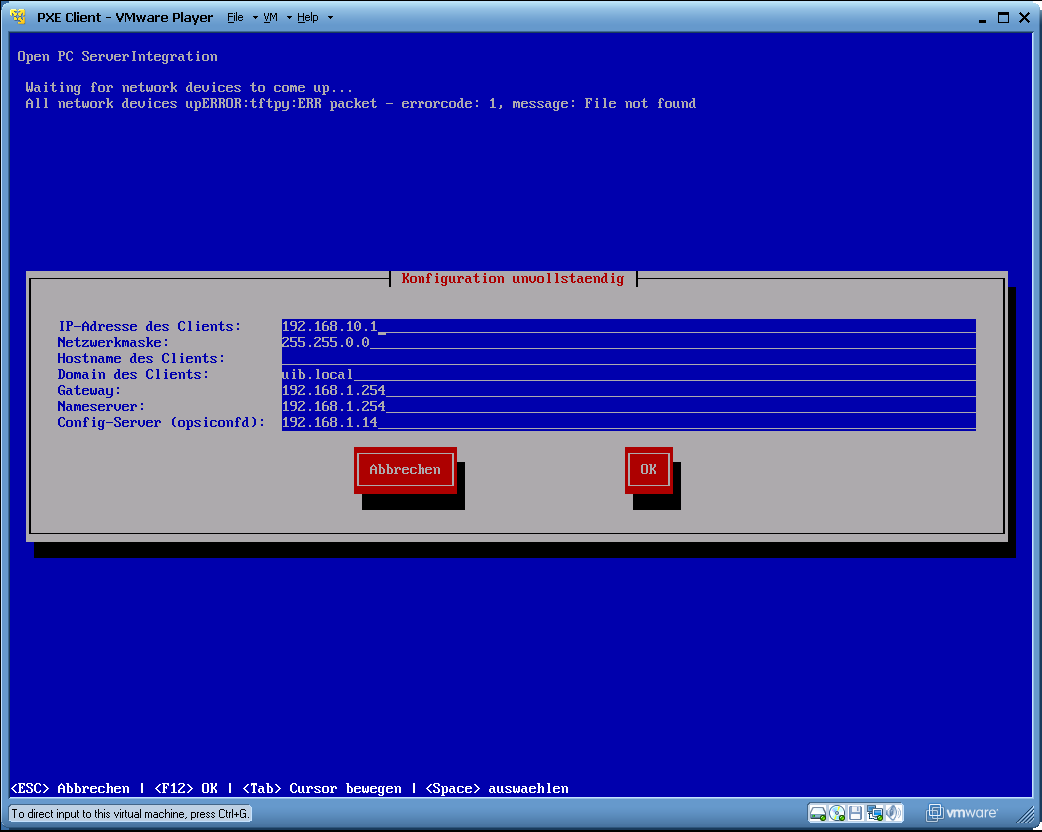 PXE Client - VMware Player File VM Help
Open PC ServerIntegration
Waiting for network devices to come up...
All network devices upERROR:tftpy:ERR packet - errorcode: 1, message: File not found
Konfiguration unvollstaendig
IP-Adresse des Clients: 192.168.10.1_
Netzwerkmaske: 255.255.0.0
Hostname des Clients:
Domain des Clients: uib.local
Gateway: 192.168.1.254
Nameserver: 192.168.1.254
Config-Server (opsiconfd): 192.168.1.14
Abbrechen OK
<ESC> Abbrechen | <F12> OK | <Tab> Cursor bewegen | <Space> auswaehlen
To direct input to this virtual machine, press Ctrl+G. vmware